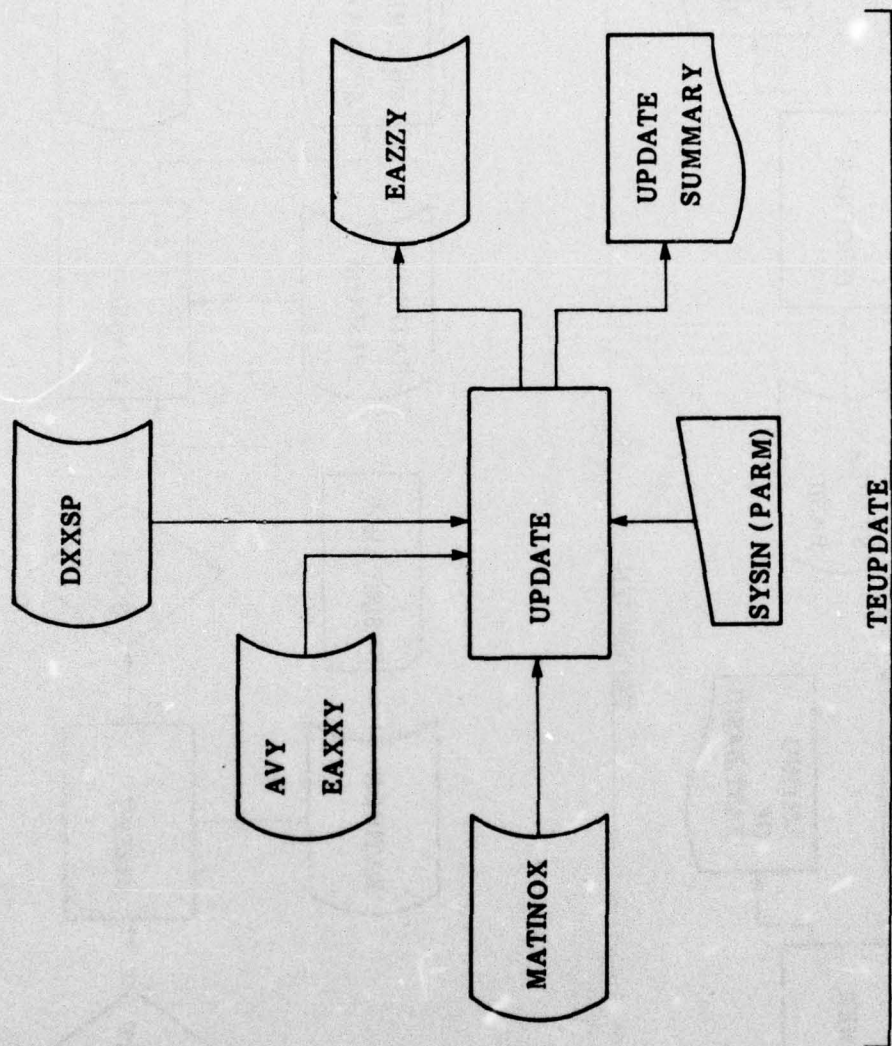 DXXSP
AVY
EAXXY
MATINOX
UPDATE
SYSIN (PARM)
EAZZY
UPDATE
SUMMARY
TEUPDATE